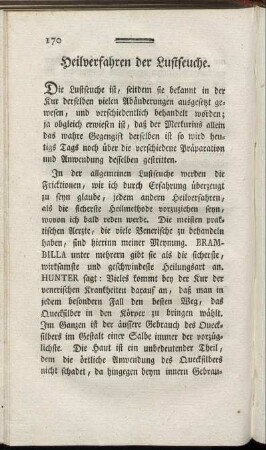 170
Heilverfahren der Lustseuche.
Die Lustseuche ist, seitdem sie bekannt in der
Kur derselben vielen Abänderungen ausgesetzt ge-
wesen, und verschiedentlich behandelt worden;
ja obgleich erwiesen ist, daß der Merkurius allein
das wahre Gegengift derselben ist so wird heu-
tigs Tags noch über die verschiedene Präparation
und Anwendung desselben gestritten.
In der allgemeinen Lustseuche werden die
Fricktionen, wie ich durch Erfahrung überzeugt
zu seyn glaube, jedem andern Heilverfahren,
als die sicherste Heilmethode vorzuziehen seyn,
wovon ich bald reden werde. Die meisten prak-
tischen Aerzte, die viele Venerische zu behandeln
haben, sind hierinn meiner Meynung. BRAM-
BILLA unter mehrern gibt sie als die sicherste,
wirksamste und geschwindeste Heilungsart an.
HUNTER sagt: Vieles kommt bey der Kur der
venerischen Krankheiten darauf an, daß man in
jedem besondern Fall den besten Weg, das
Quecksilber in den Körper zu bringen wählt.
Im Ganzen ist der äussere Gebrauch des Queck-
silbers im Gestalt einer Salbe immer der vorzüg-
lichste. Die Haut ist ein unbedeutender Theil,
dem die örtliche Anwendung des Quecksilbers
nicht schadet, da hingegen beym innern Gebrau-